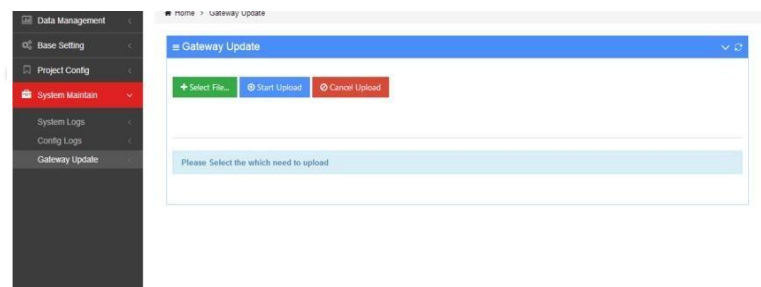 Data Management
Home > Gateway Update
Base Setting
Gateway Update
Project Config
Select File...
Start Upload
Cancel Upload
System Maintain
System Logs
Config Logs
Gateway Update
Please Select the which need to upload